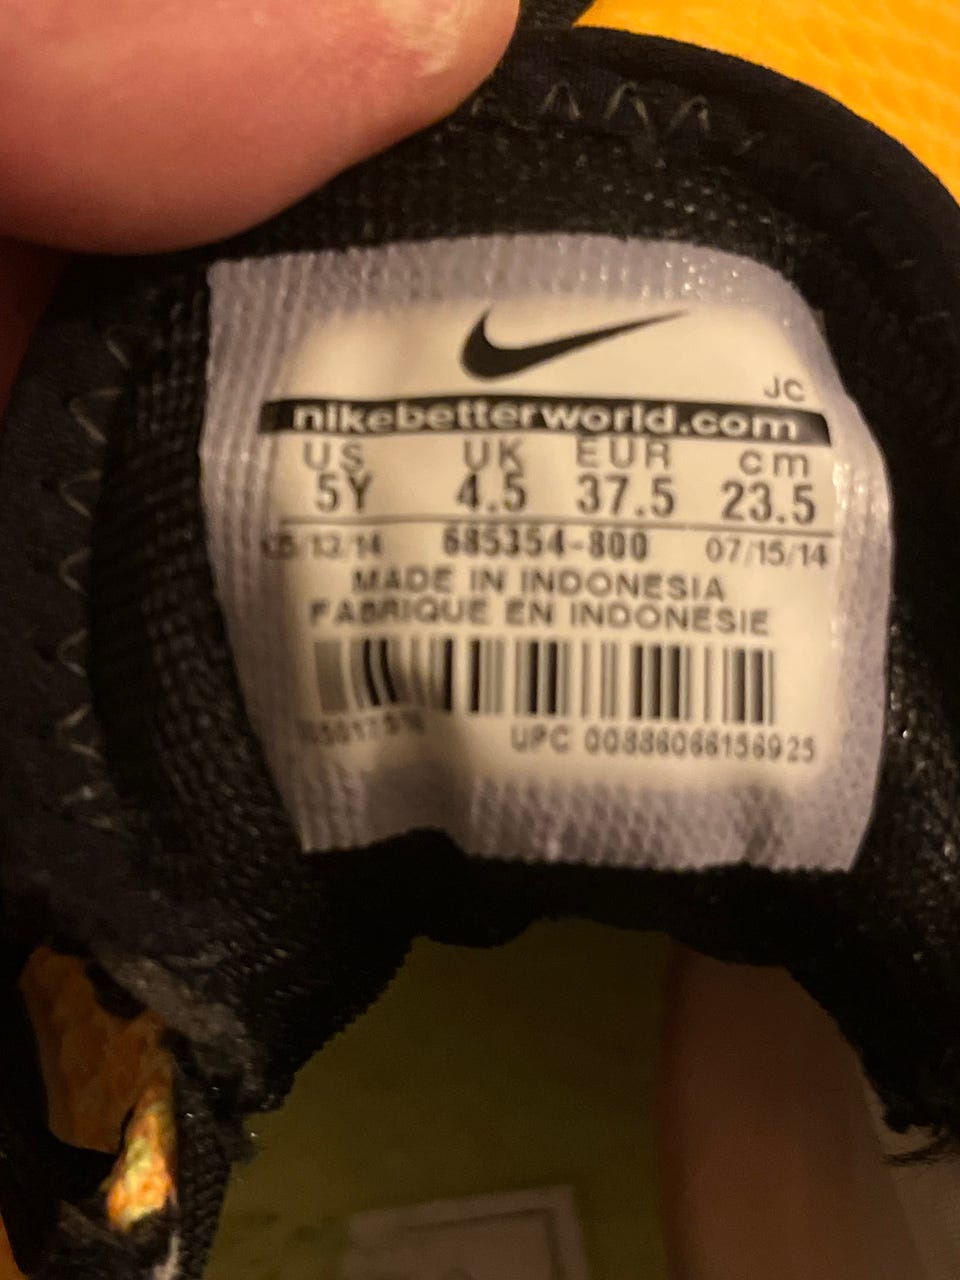 JC
nikebetterworld.com
US UK EUR cm
5Y 4.5 37.5 23.5
685354-800 07/15/14
MADE IN INDONESIA
FABRIQUE EN INDONESIE
UPC 00886066156925